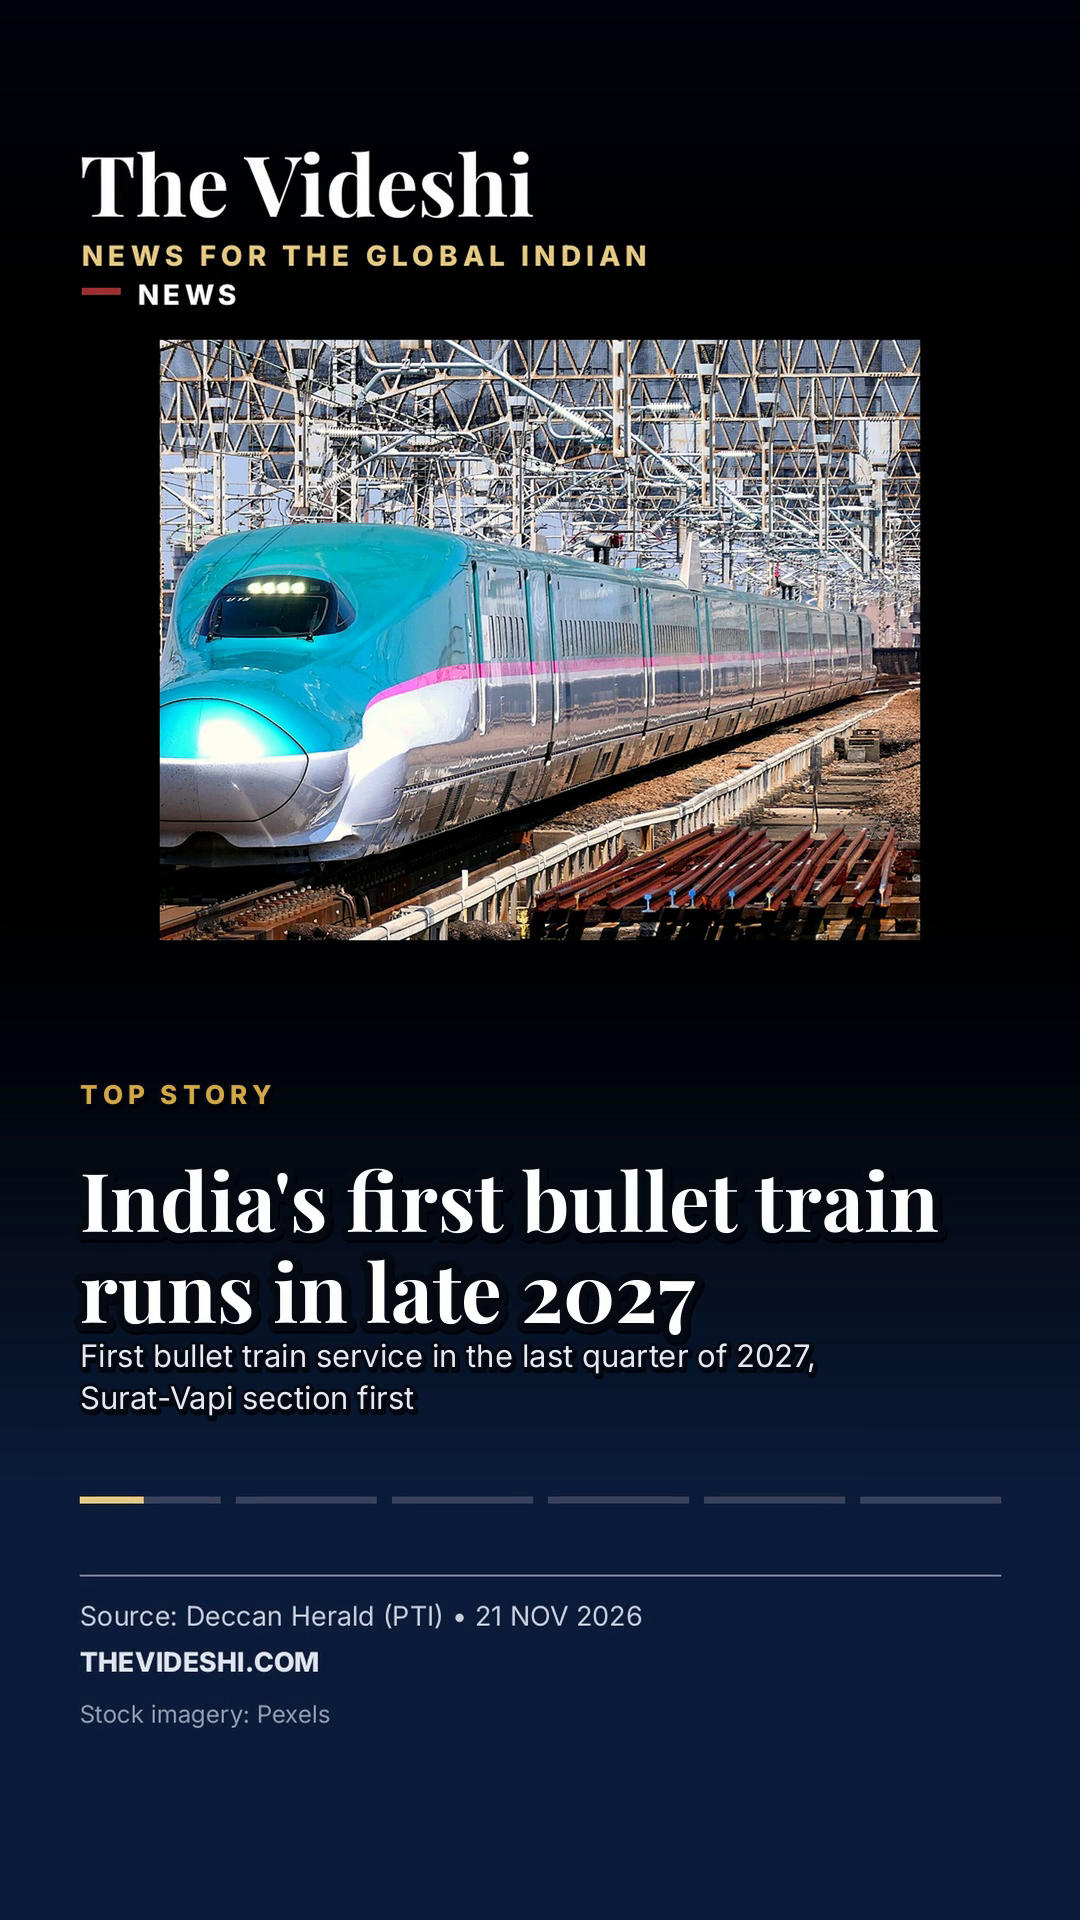 The Videshi
NEWS FOR THE GLOBAL INDIAN
NEWS
TOP STORY
India's first bullet train
runs in late 2027
First bullet train service in the last quarter of 2027,
Surat-Vapi section first
Source: Deccan Herald (PTI) • 21 NOV 2026
THEVIDESHI.COM
Stock imagery: Pexels